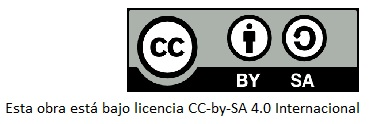 CC
BY SA
Esta obra está bajo licencia CC-by-SA 4.0 Internacional